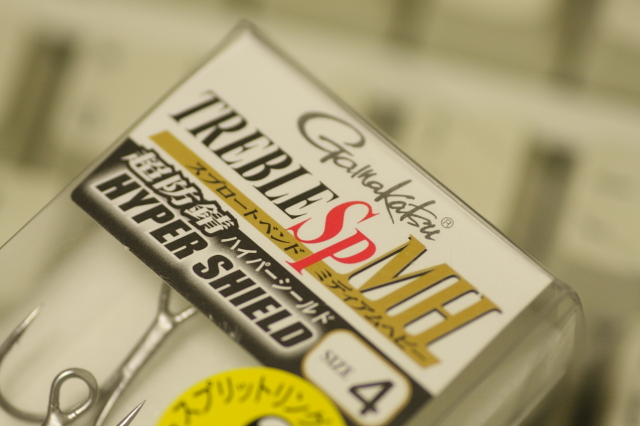 Gamakatsu®
TREBLE SP MH
スプロートベンド ミディアムヘビー
超防錆 ハイパーシールド
HYPER SHIELD
SIZE 4
スプリットリング